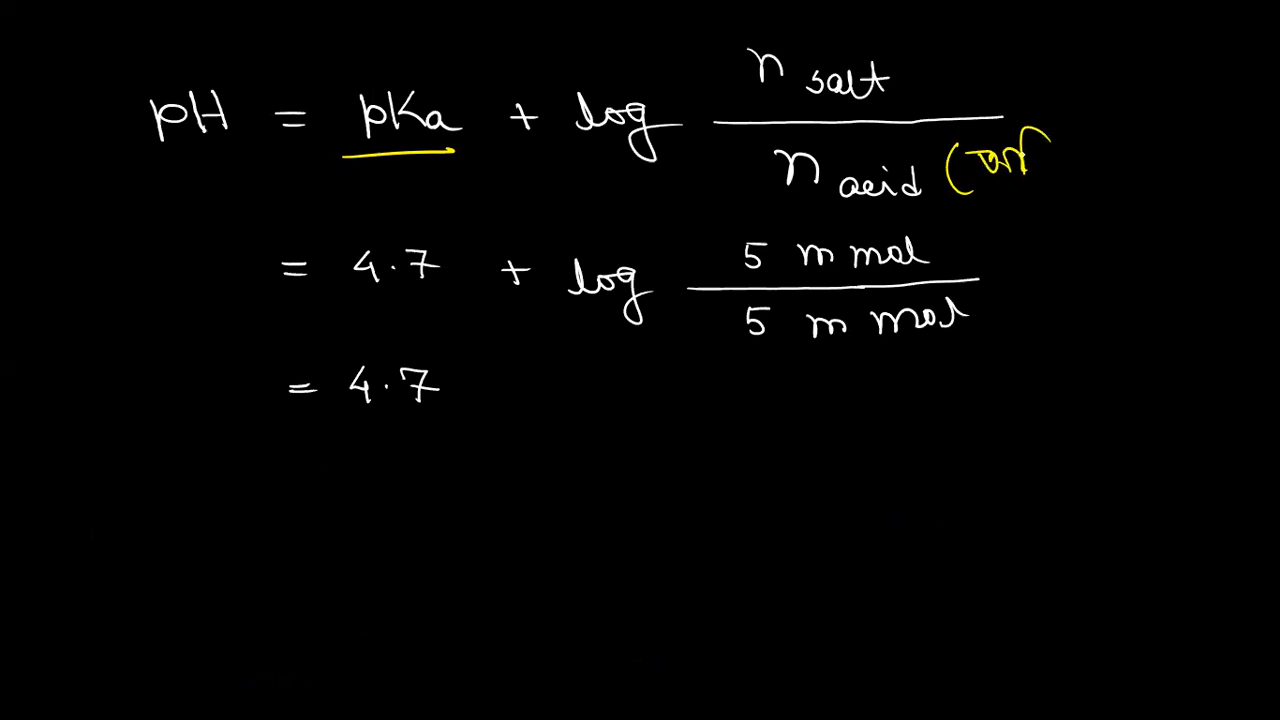 pH = pKa + log n salt / n acid (
= 4.7 + log 5 m mol / 5 m mol
= 4.7